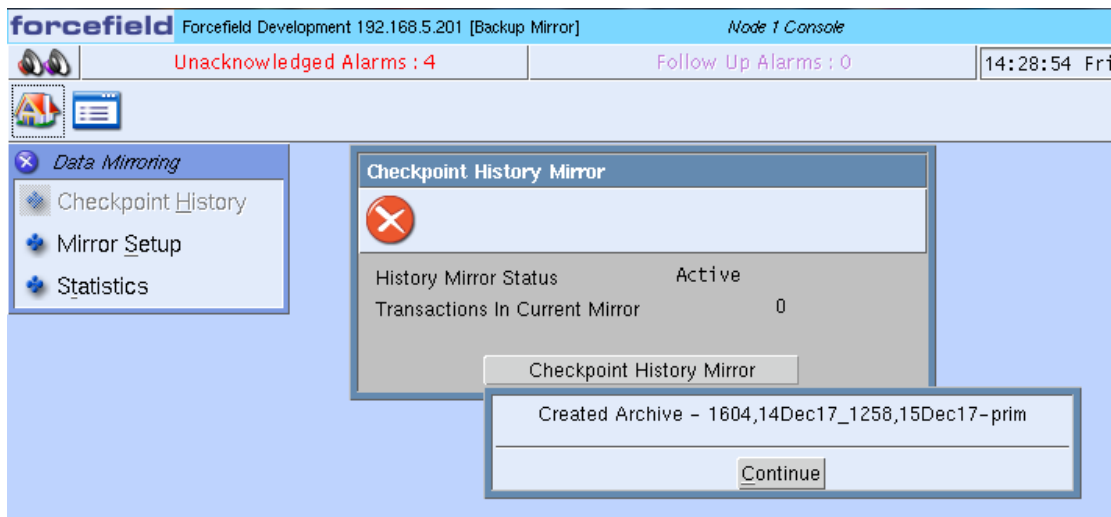 forcefield Forcefield Development 192.168.5.201 [Backup Mirror] Node 1 Console
Unacknowledged Alarms : 4 Follow Up Alarms : 0 14:28:54 Fri
Data Mirroring
Checkpoint History
Mirror Setup
Statistics
Checkpoint History Mirror
History Mirror Status Active
Transactions In Current Mirror 0
Checkpoint History Mirror
Created Archive - 1604,14Dec17_1258,15Dec17-prim
Continue